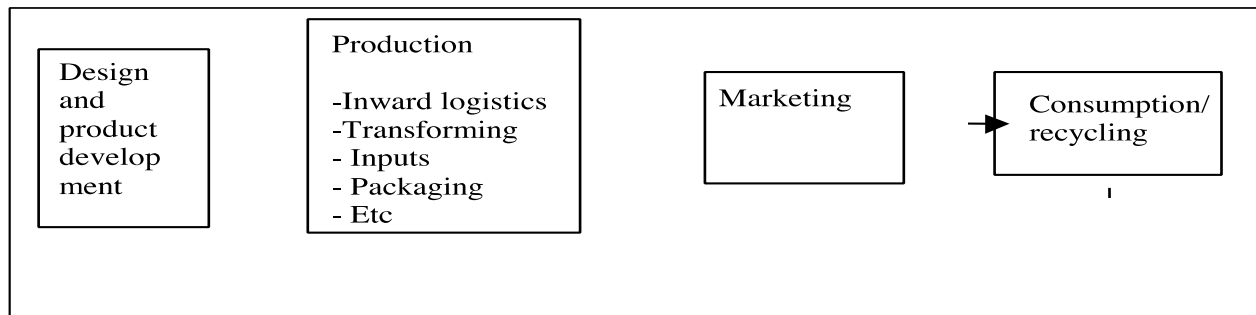 Design
and
product
develop
ment
Production
-Inward logistics
-Transforming
- Inputs
- Packaging
- Etc
Marketing
Consumption/
recycling